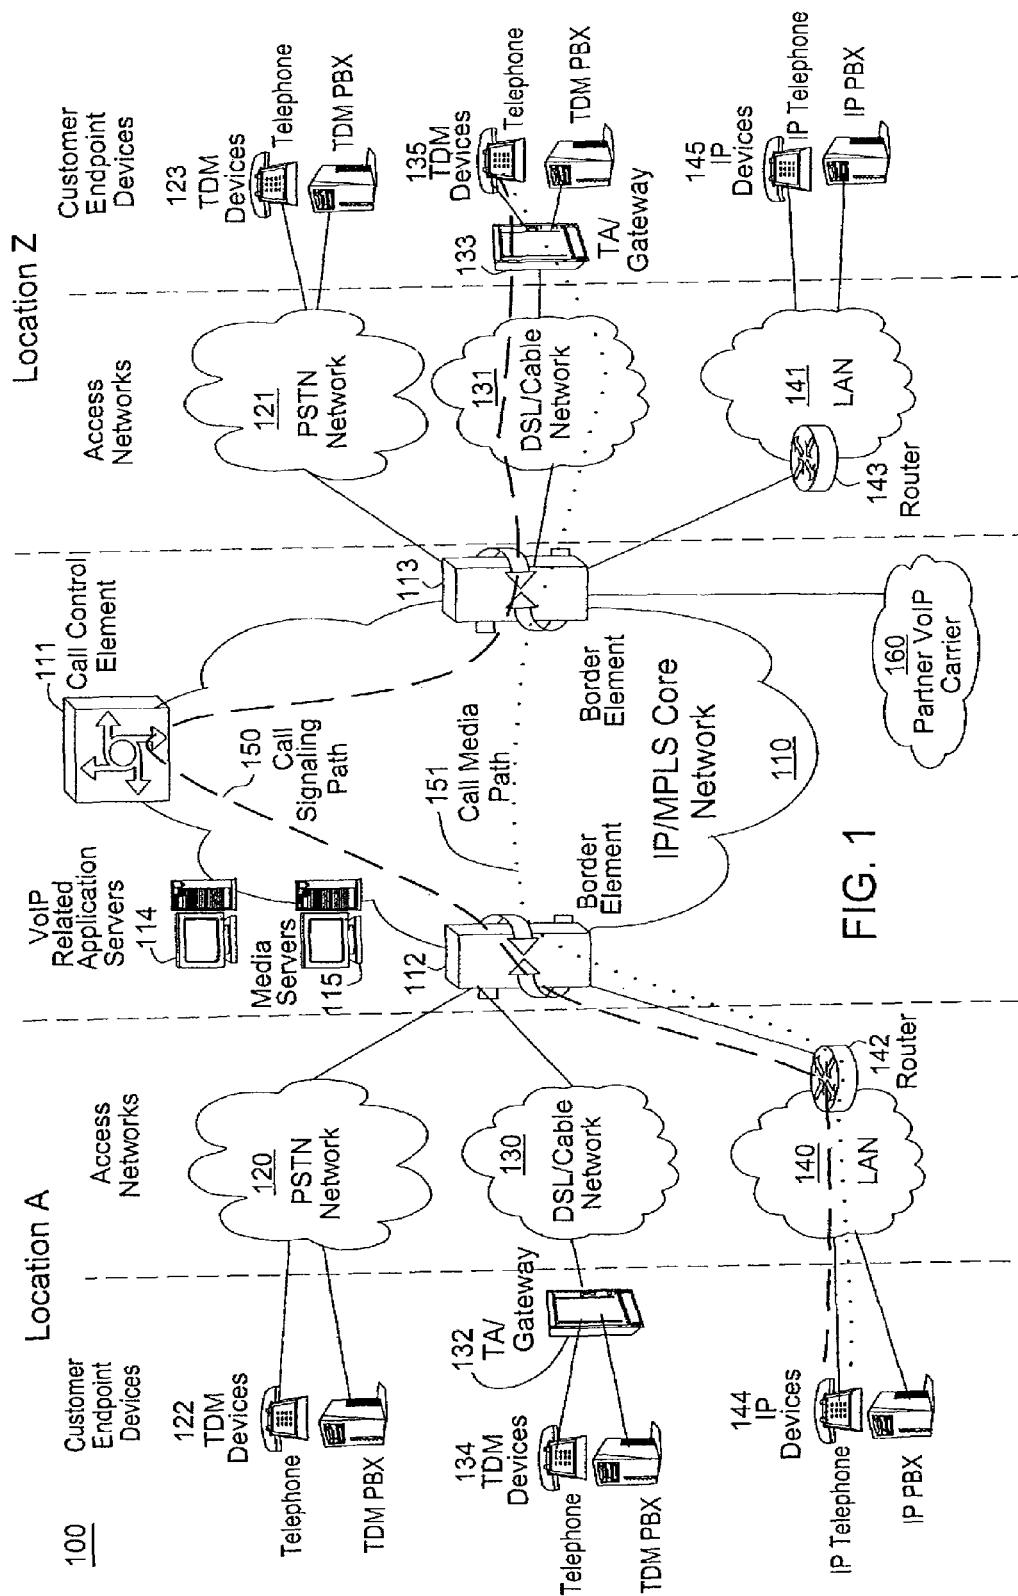 100
Location A
Location Z
Customer
Endpoint
Devices
Access
Networks
VoIP
Related
Application
Servers
114
111
Call Control
Element
Access
Networks
Customer
Endpoint
Devices
122
TDM
Devices
Telephone
TDM PBX
120
PSTN
Network
Media
Servers
115
112
150
Call
Signaling
Path
113
121
PSTN
Network
123
TDM
Devices
Telephone
TDM PBX
132 TA/
Gateway
134
TDM
Devices
Telephone
TDM PBX
130
DSL/Cable
Network
151
Call Media
Path
Border
Element
Border
Element
131
DSL/Cable
Network
133
TA/
Gateway
135
TDM
Devices
Telephone
TDM PBX
IP/MPLS Core
Network
110
144
IP
Devices
IP Telephone
IP PBX
140
LAN
142
Router
160
Partner VoIP
Carrier
141
LAN
143
Router
145
IP
Devices
IP Telephone
IP PBX
FIG. 1